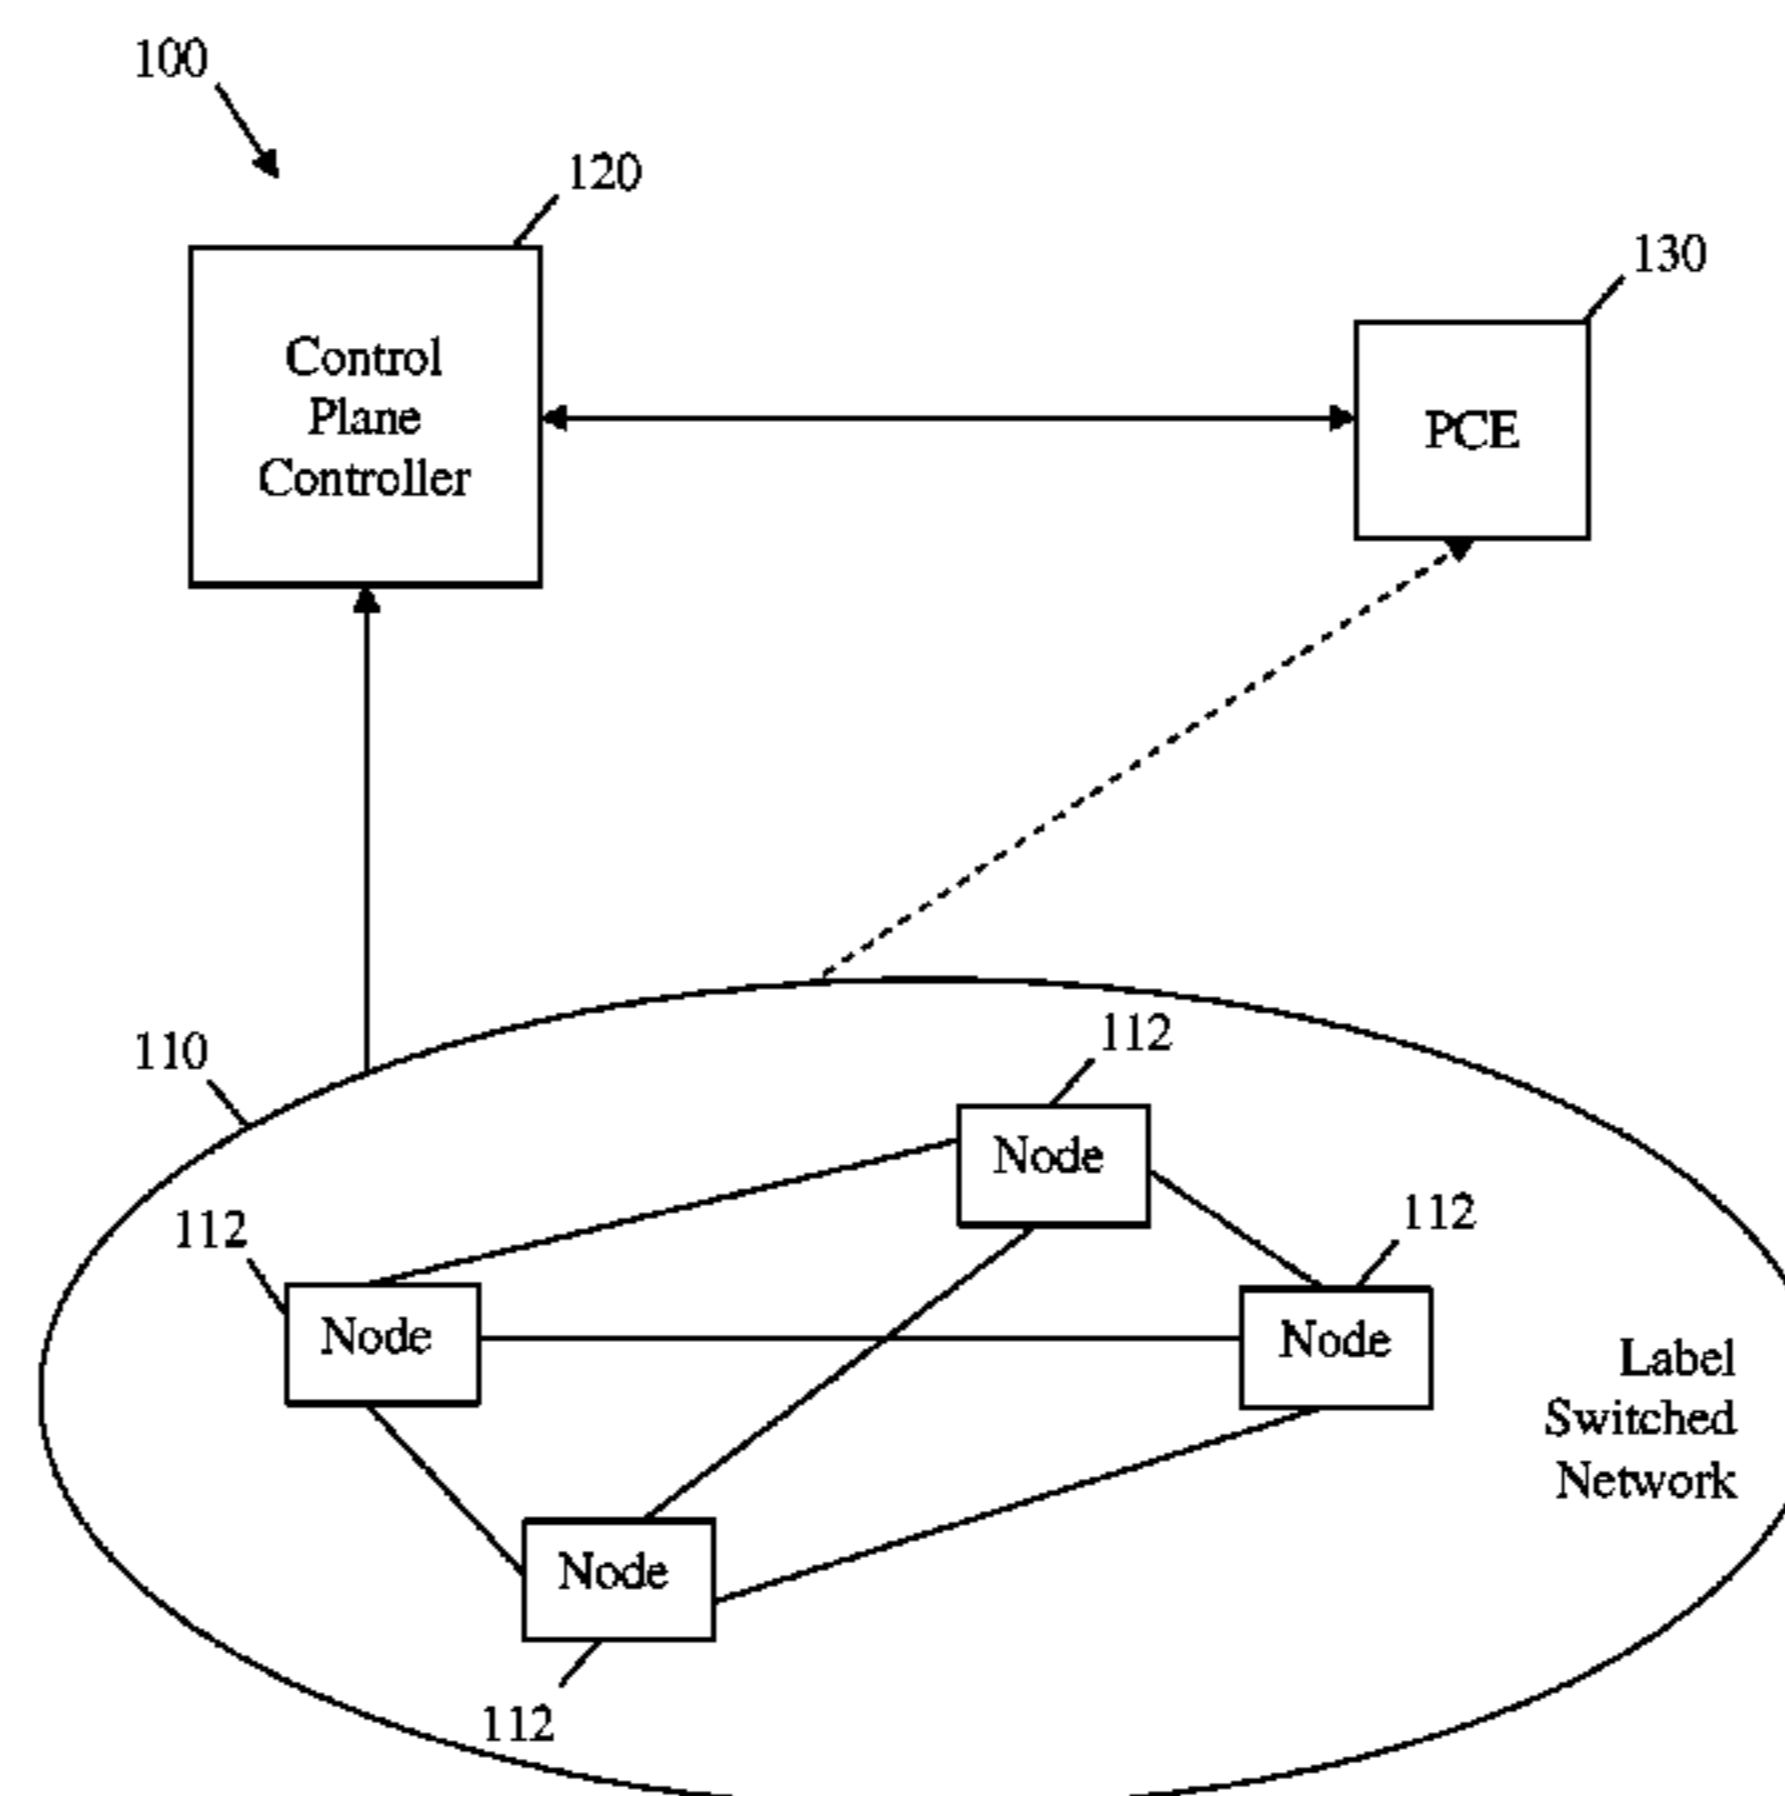 100
120
130
Control
Plane
Controller
PCE
110
112
Node
112
112
Node
Node
Label
Switched
Network
Node
112